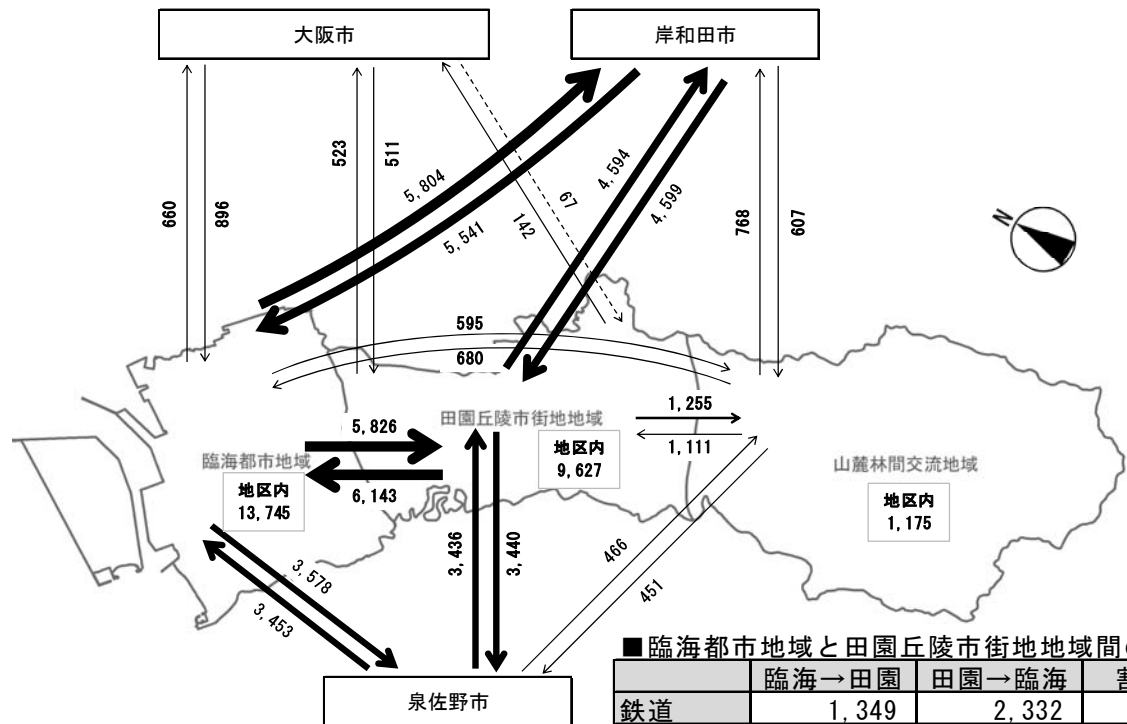 大阪市
岸和田市
660
896
523
511
5,804
5,541
142
67
4,594
4,599
768
607
N
595
680
臨海都市地域
地区内
13,745
5,826
6,143
田園丘陵市街地地域
地区内
9,627
1,255
1,111
山麓林間交流地域
地区内
1,175
3,578
3,453
3,436
3,440
466
451
泉佐野市
■臨海都市地域と田園丘陵市街地地域間
臨海→田園 田園→臨海
鉄道 1,349 2,332